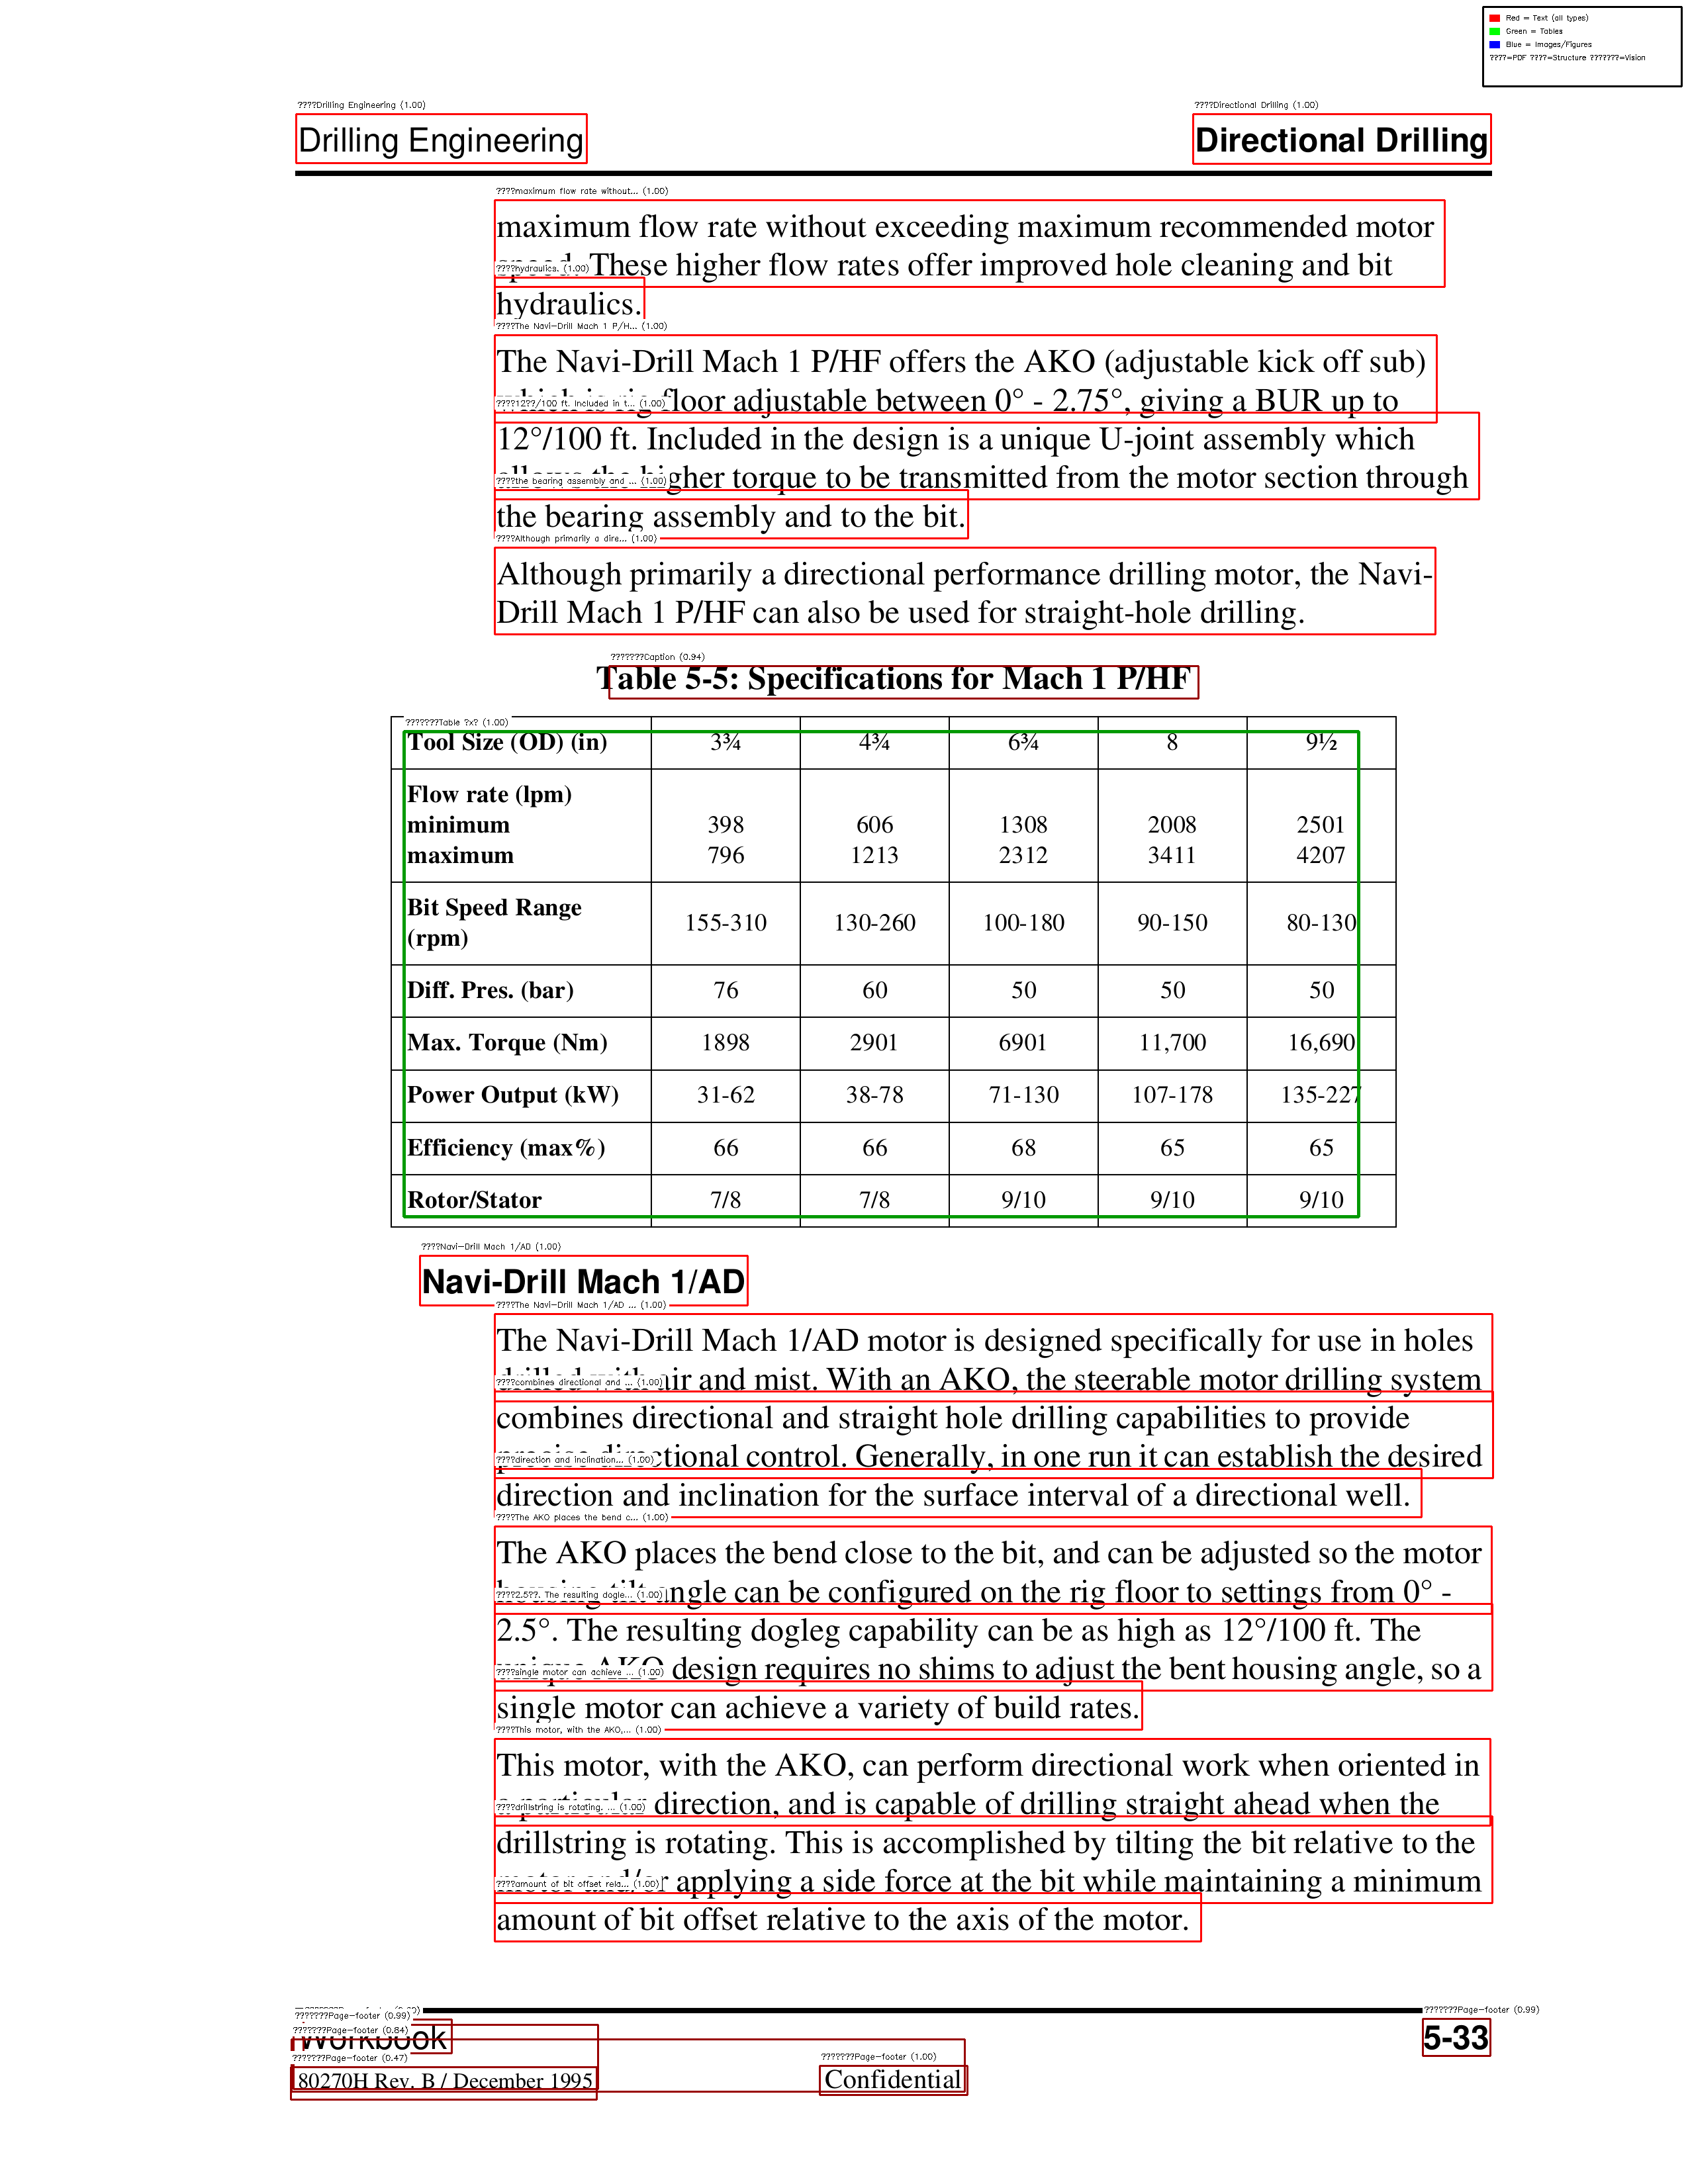 Red = Text (all types)
Green = Tables
Blue = Images/Figures
????=PDF ????=Structure ???????=Vision
????Drilling Engineering (1.00)
????Directional Drilling (1.00)
Drilling Engineering
Directional Drilling
????maximum flow rate without... (1.00)
maximum flow rate without exceeding maximum recommended motor
????hydraulics. (1.00)
These higher flow rates offer improved hole cleaning and bit
hydraulics.
????The Navi-Drill Mach 1 P/H... (1.00)
The Navi-Drill Mach 1 P/HF offers the AKO (adjustable kick off sub)
????12??/100 ft. Included in t... (1.00)
floor adjustable between 0° - 2.75°, giving a BUR up to
12°/100 ft. Included in the design is a unique U-joint assembly which
????the bearing assembly and ... (1.00)
higher torque to be transmitted from the motor section through
the bearing assembly and to the bit.
????Although primarily a dire... (1.00)
Although primarily a directional performance drilling motor, the Navi-
Drill Mach 1 P/HF can also be used for straight-hole drilling.
???????Caption (0.94)
Table 5-5: Specifications for Mach 1 P/HF
???????Table ?x? (1.00)
Tool Size (OD) (in) 3¾ 4¾ 6¾ 8 9½
Flow rate (lpm)
minimum 398 606 1308 2008 2501
maximum 796 1213 2312 3411 4207
Bit Speed Range
(rpm) 155-310 130-260 100-180 90-150 80-130
Diff. Pres. (bar) 76 60 50 50 50
Max. Torque (Nm) 1898 2901 6901 11,700 16,690
Power Output (kW) 31-62 38-78 71-130 107-178 135-227
Efficiency (max%) 66 66 68 65 65
Rotor/Stator 7/8 7/8 9/10 9/10 9/10
????Navi-Drill Mach 1/AD (1.00)
Navi-Drill Mach 1/AD
????The Navi-Drill Mach 1/AD ... (1.00)
The Navi-Drill Mach 1/AD motor is designed specifically for use in holes
????combines directional and ... (1.00)
air and mist. With an AKO, the steerable motor drilling system
combines directional and straight hole drilling capabilities to provide
????direction and inclination... (1.00)
directional control. Generally, in one run it can establish the desired
direction and inclination for the surface interval of a directional well.
????The AKO places the bend c... (1.00)
The AKO places the bend close to the bit, and can be adjusted so the motor
????2.5??. The resulting dogle... (1.00)
angle can be configured on the rig floor to settings from 0° -
2.5°. The resulting dogleg capability can be as high as 12°/100 ft. The
????single motor can achieve ... (1.00)
design requires no shims to adjust the bent housing angle, so a
single motor can achieve a variety of build rates.
????This motor, with the AKO,... (1.00)
This motor, with the AKO, can perform directional work when oriented in
????drillstring is rotating. ... (1.00)
direction, and is capable of drilling straight ahead when the
drillstring is rotating. This is accomplished by tilting the bit relative to the
????amount of bit offset rela... (1.00)
applying a side force at the bit while maintaining a minimum
amount of bit offset relative to the axis of the motor.
???????Page-footer (0.99)
???????Page-footer (0.99)
???????Page-footer (0.84)
Workbook
5-33
???????Page-footer (0.47)
???????Page-footer (1.00)
80270H Rev. B / December 1995
Confidential